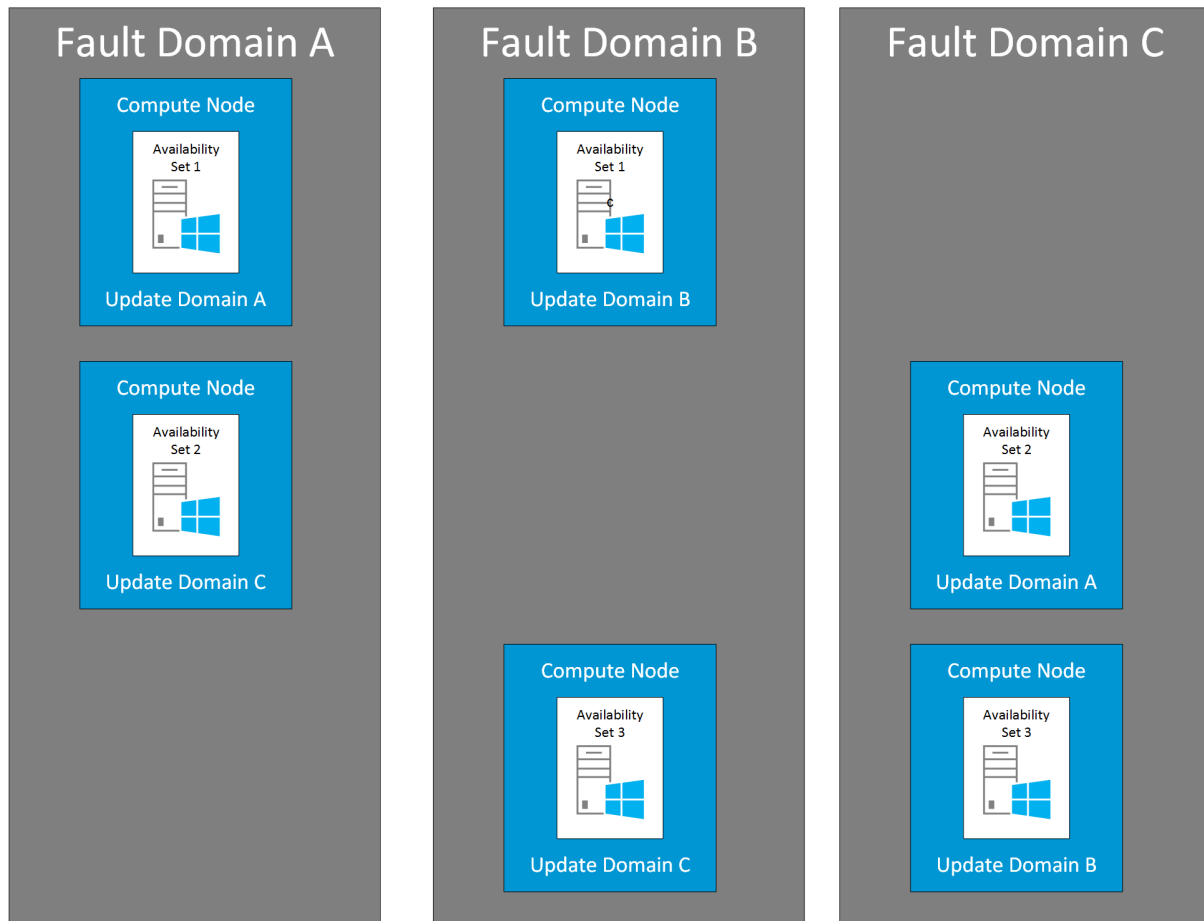 Fault Domain A
Compute Node
Availability
Set 1
Update Domain A
Compute Node
Availability
Set 2
Update Domain C
Fault Domain B
Compute Node
Availability
Set 1
c
Update Domain B
Compute Node
Availability
Set 3
Update Domain C
Fault Domain C
Compute Node
Availability
Set 2
Update Domain A
Compute Node
Availability
Set 3
Update Domain B